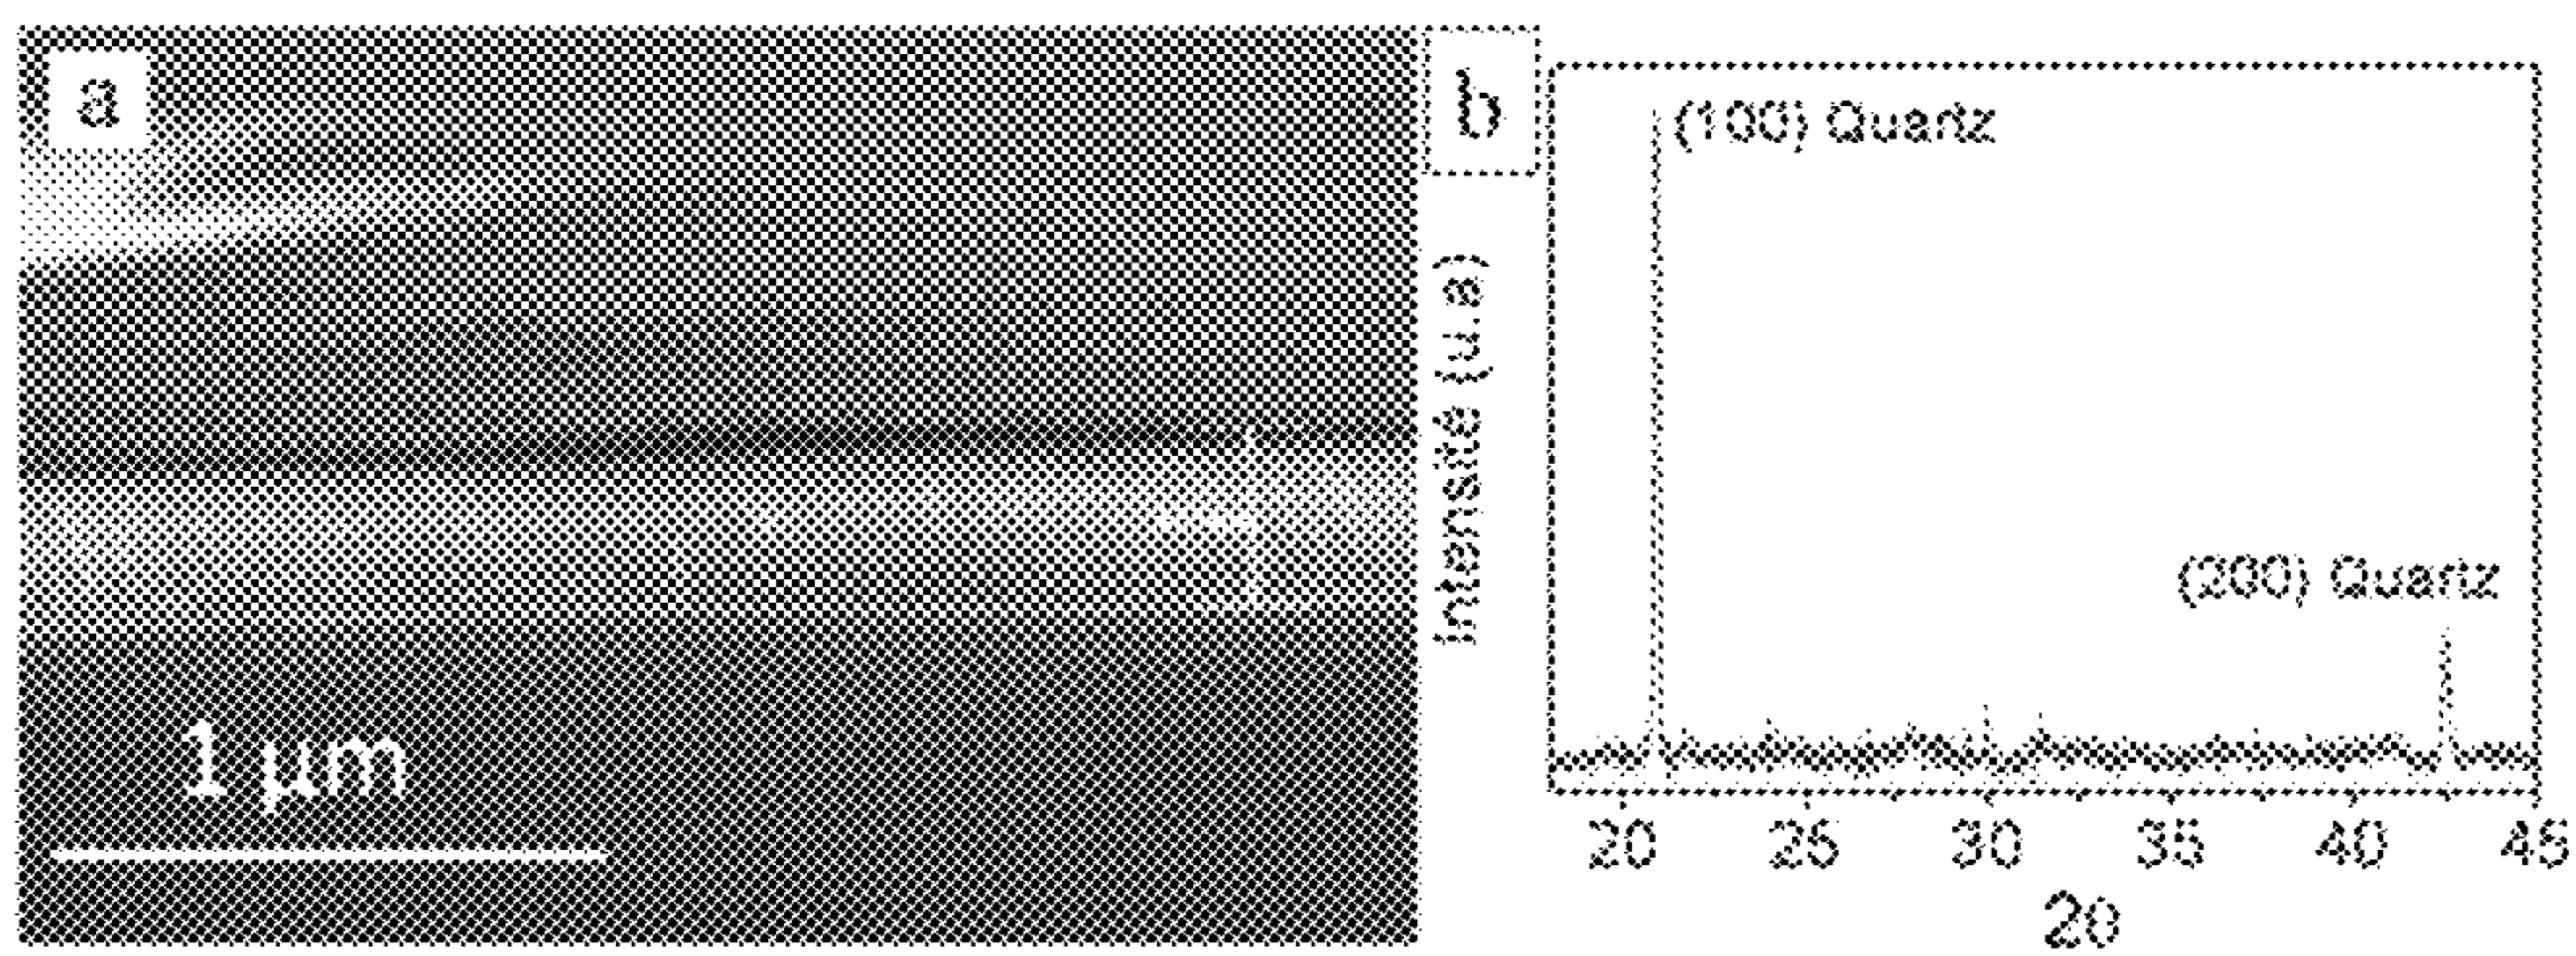 a
1 µm
b
(100) Quartz
(200) Quartz
Intensité (u.a)
20 25 30 35 40 45
2θ